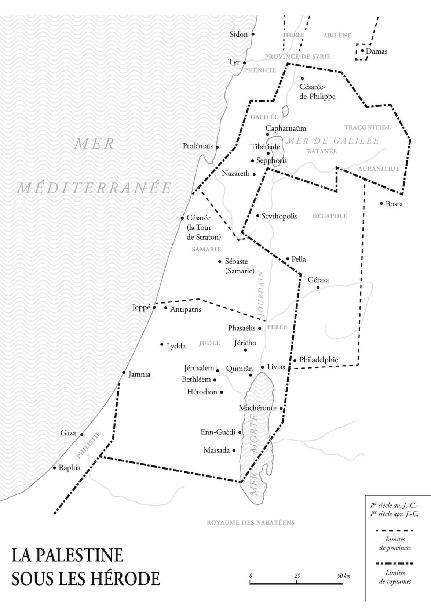 Sidon
ABILÈNE
Damas
Tyr
PROVINCE DE SYRIE
PHÉNICIE
Césarée-
de-Philippe
GALILÉE
Capharnaüm
TRACONITIDE
MER
MER DE GALILÉE
Ptolémaïs
Tibériade
BATANÉE
Sepphoris
Nazareth
AURANITIDE
MÉDITERRANÉE
Bosra
Césarée
(la Tour
de Straton)
Scythopolis
DÉCAPOLE
SAMARIE
Sébaste
(Samarie)
Pella
Gérasa
JOURDAIN
Joppé
Antipatris
Phasaélis
PÉRÉE
Lydda
JUDÉE
Jéricho
Philadelphie
Jérusalem
Qumrân
Livias
Jamnia
Bethléem
Hérodion
Machéronte
Gaza
PHILISTIE
Enn-Guédi
MER MORTE
Massada
Raphia
ROYAUME DES NABATÉENS
1er siècle av. J. C.-
1er siècle apr. J.-C.
Limites
de provinces
Limites
de royaumes
LA PALESTINE
SOUS LES HÉRODE
0 25 50 km